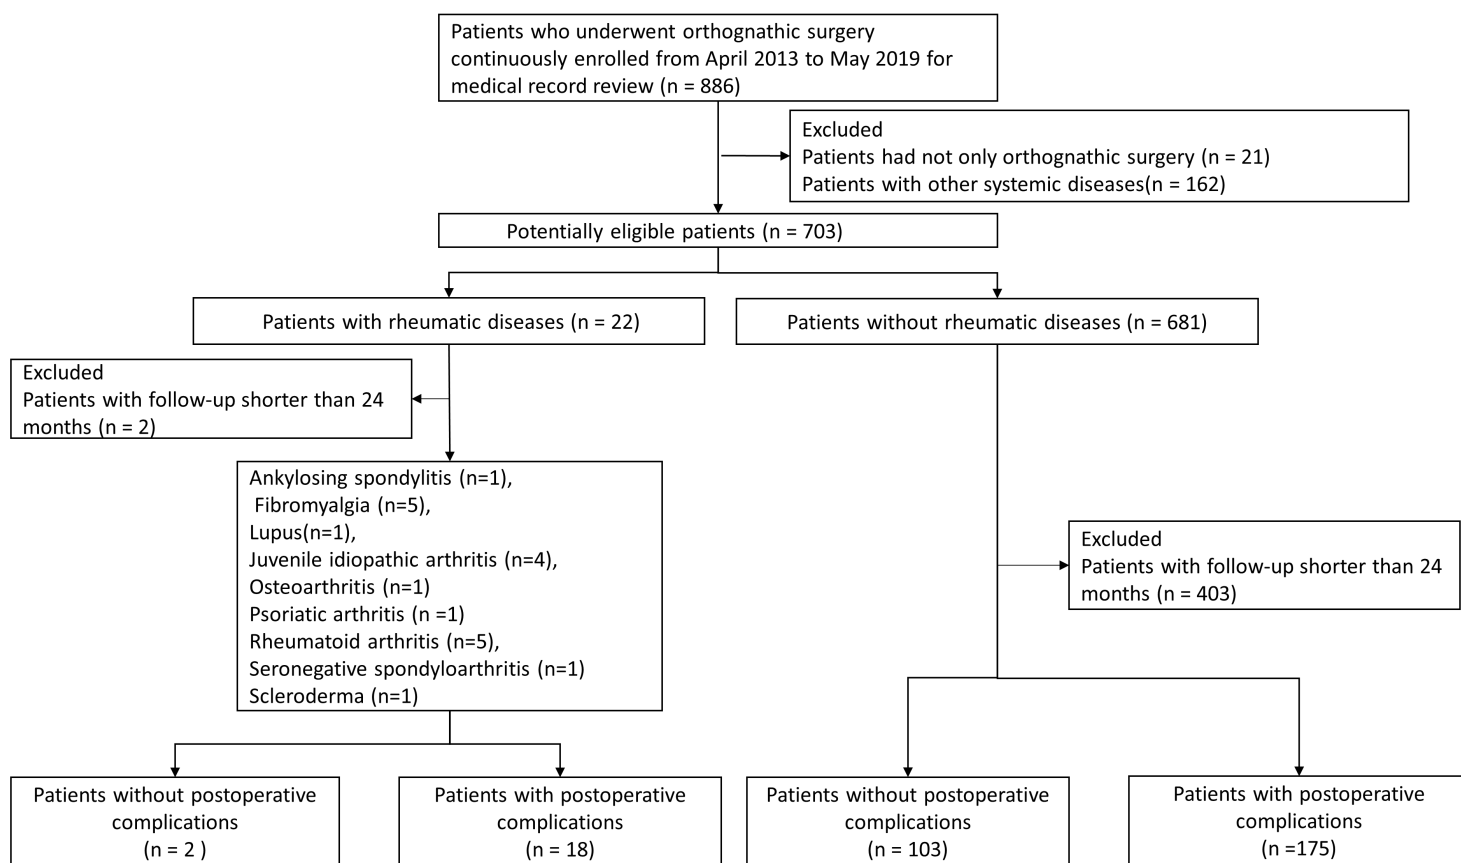 Patients who underwent orthognathic surgery
continuously enrolled from April 2013 to May 2019 for
medical record review (n = 886)
Excluded
Patients had not only orthognathic surgery (n = 21)
Patients with other systemic diseases(n = 162)
Potentially eligible patients (n = 703)
Patients with rheumatic diseases (n = 22)
Patients without rheumatic diseases (n = 681)
Excluded
Patients with follow-up shorter than 24
months (n = 2)
Ankylosing spondylitis (n=1),
Fibromyalgia (n=5),
Lupus(n=1),
Juvenile idiopathic arthritis (n=4),
Osteoarthritis (n=1)
Psoriatic arthritis (n =1)
Rheumatoid arthritis (n=5),
Seronegative spondyloarthritis (n=1)
Scleroderma (n=1)
Excluded
Patients with follow-up shorter than 24
months (n = 403)
Patients without postoperative
complications
(n = 2 )
Patients with postoperative
complications
(n = 18)
Patients without postoperative
complications
(n = 103)
Patients with postoperative
complications
(n =175)